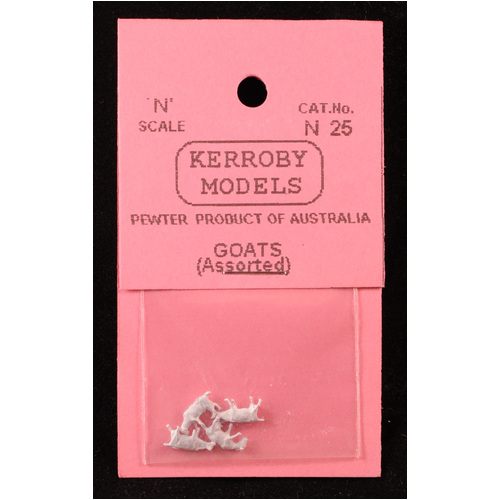 'N'
SCALE
CAT.No.
N 25
KERROBY
MODELS
PEWTER PRODUCT OF AUSTRALIA
GOATS
(Assorted)